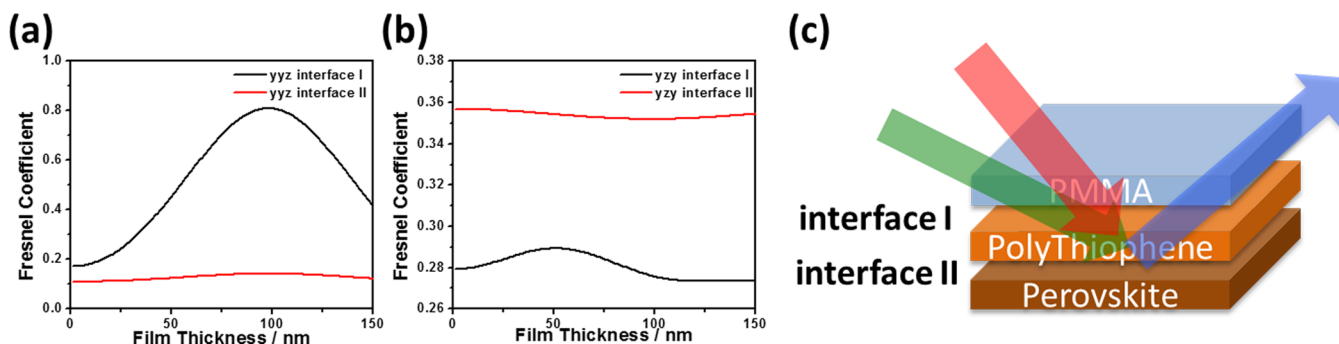 (a)
1.0
0.8
0.6
0.4
0.2
0.0
Fresnel Coefficient
yyz interface I
yyz interface II
0
50
100
150
Film Thickness / nm
(b)
0.38
0.36
0.34
0.32
0.30
0.28
0.26
Fresnel Coefficient
yzy interface I
yzy interface II
0
50
100
150
Film Thickness / nm
(c)
PMMA
interface I
PolyThiophene
interface II
Perovskite